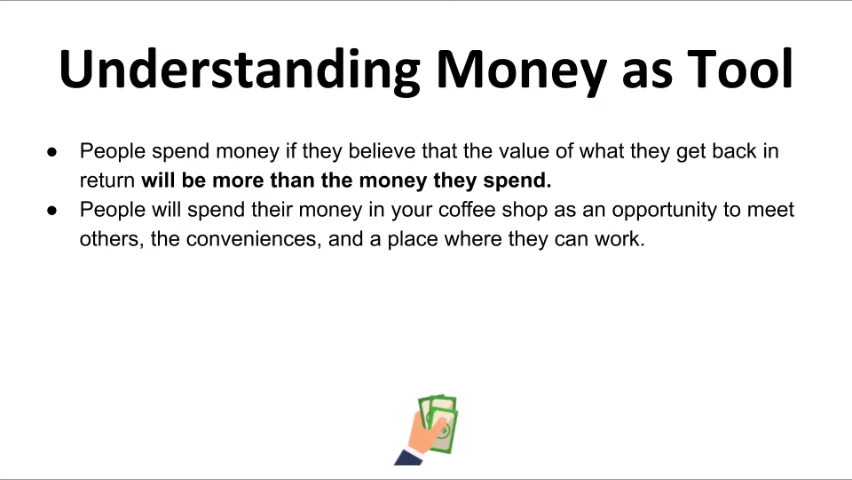 Understanding Money as Tool
● People spend money if they believe that the value of what they get back in
return will be more than the money they spend.
● People will spend their money in your coffee shop as an opportunity to meet
others, the conveniences, and a place where they can work.